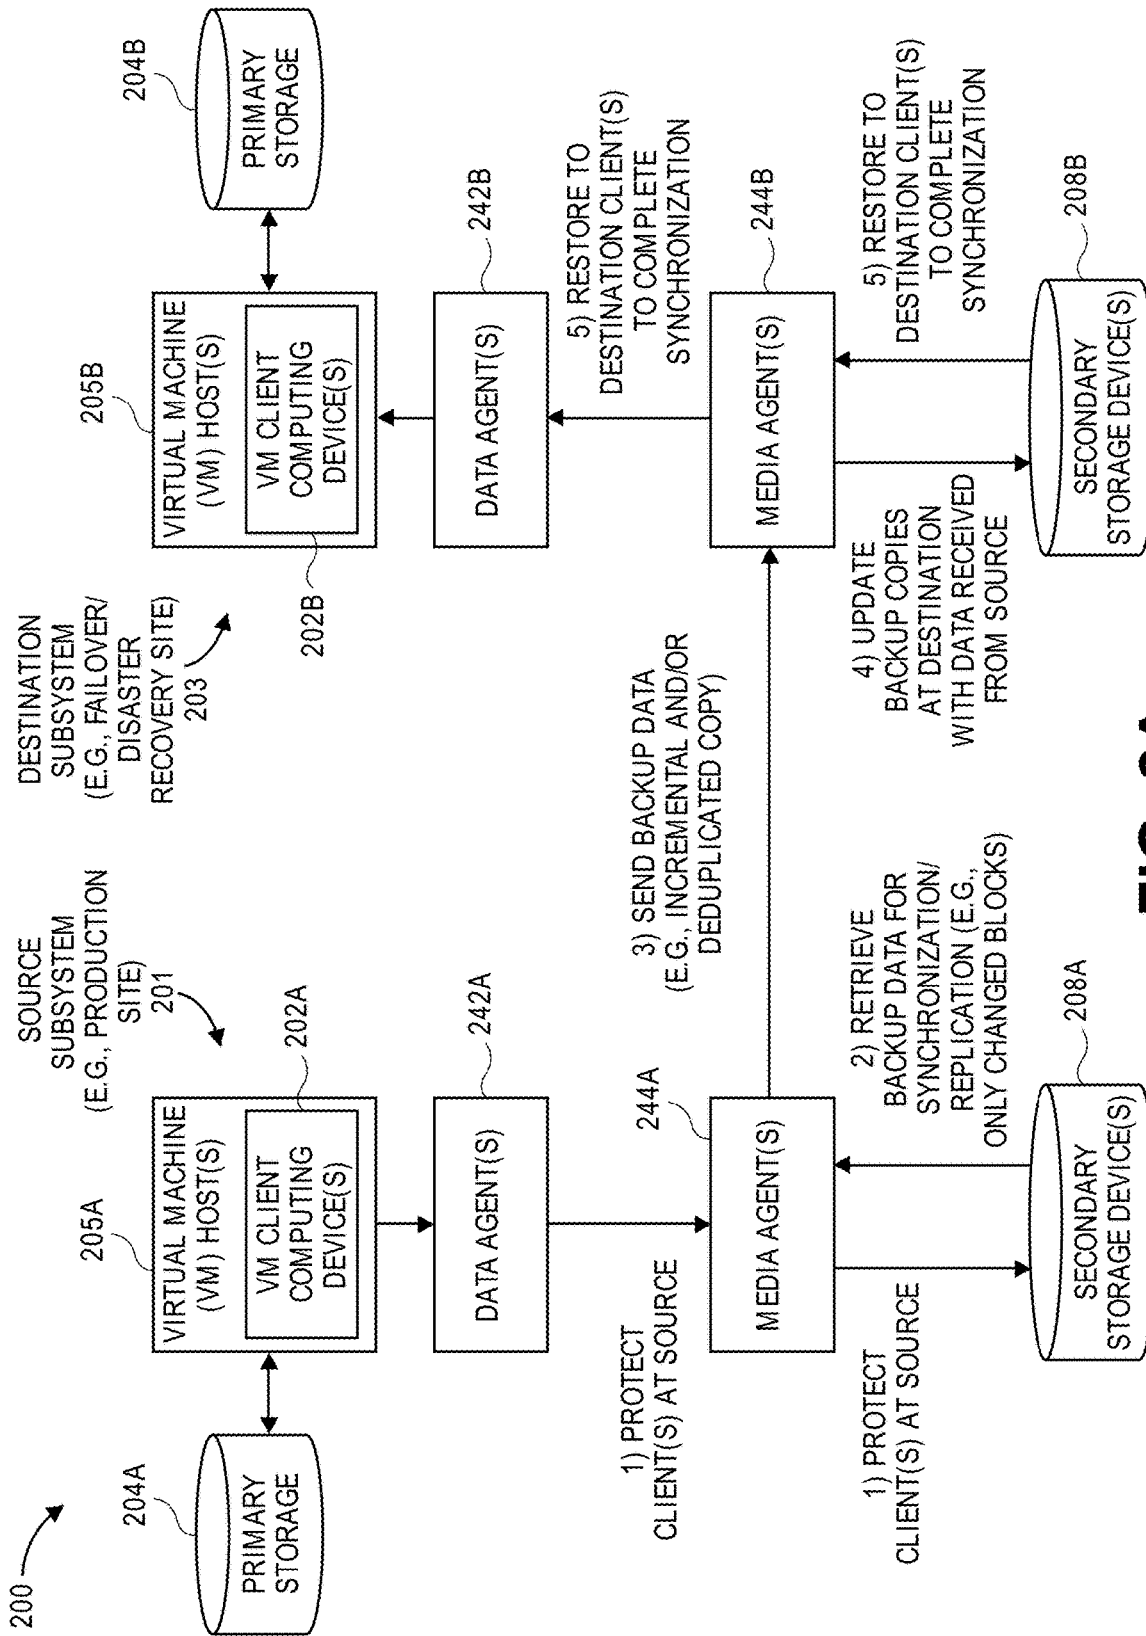 200
SOURCE
SUBSYSTEM
(E.G., PRODUCTION
SITE)
201
DESTINATION
SUBSYSTEM
(E.G., FAILOVER/
DISASTER
RECOVERY SITE)
203
204A
PRIMARY
STORAGE
205A
VIRTUAL MACHINE
(VM) HOST(S)
VM CLIENT
COMPUTING
DEVICE(S)
202A
205B
VIRTUAL MACHINE
(VM) HOST(S)
VM CLIENT
COMPUTING
DEVICE(S)
202B
204B
PRIMARY
STORAGE
DATA AGENT(S)
242A
DATA AGENT(S)
242B
1) PROTECT
CLIENT(S) AT SOURCE
5) RESTORE TO
DESTINATION CLIENT(S)
TO COMPLETE
SYNCHRONIZATION
MEDIA AGENT(S)
244A
3) SEND BACKUP DATA
(E.G., INCREMENTAL AND/OR
DEDUPLICATED COPY)
MEDIA AGENT(S)
244B
1) PROTECT
CLIENT(S) AT SOURCE
2) RETRIEVE
BACKUP DATA FOR
SYNCHRONIZATION/
REPLICATION (E.G.,
ONLY CHANGED BLOCKS)
4) UPDATE
BACKUP COPIES
AT DESTINATION
WITH DATA RECEIVED
FROM SOURCE
5) RESTORE TO
DESTINATION CLIENT(S)
TO COMPLETE
SYNCHRONIZATION
SECONDARY
STORAGE DEVICE(S)
208A
SECONDARY
STORAGE DEVICE(S)
208B